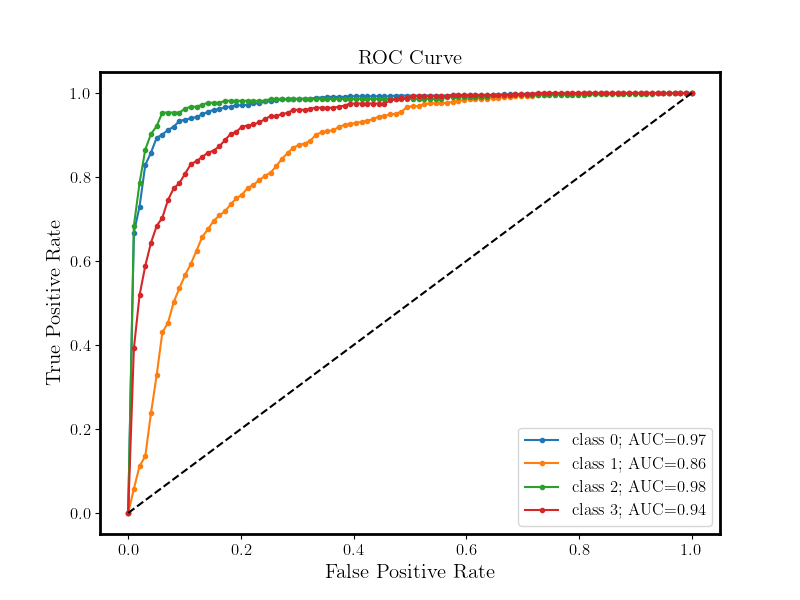 ROC Curve
True Positive Rate
1.0
0.8
0.6
0.4
0.2
0.0
0.0 0.2 0.4 0.6 0.8 1.0
False Positive Rate
class 0; AUC=0.97
class 1; AUC=0.86
class 2; AUC=0.98
class 3; AUC=0.94